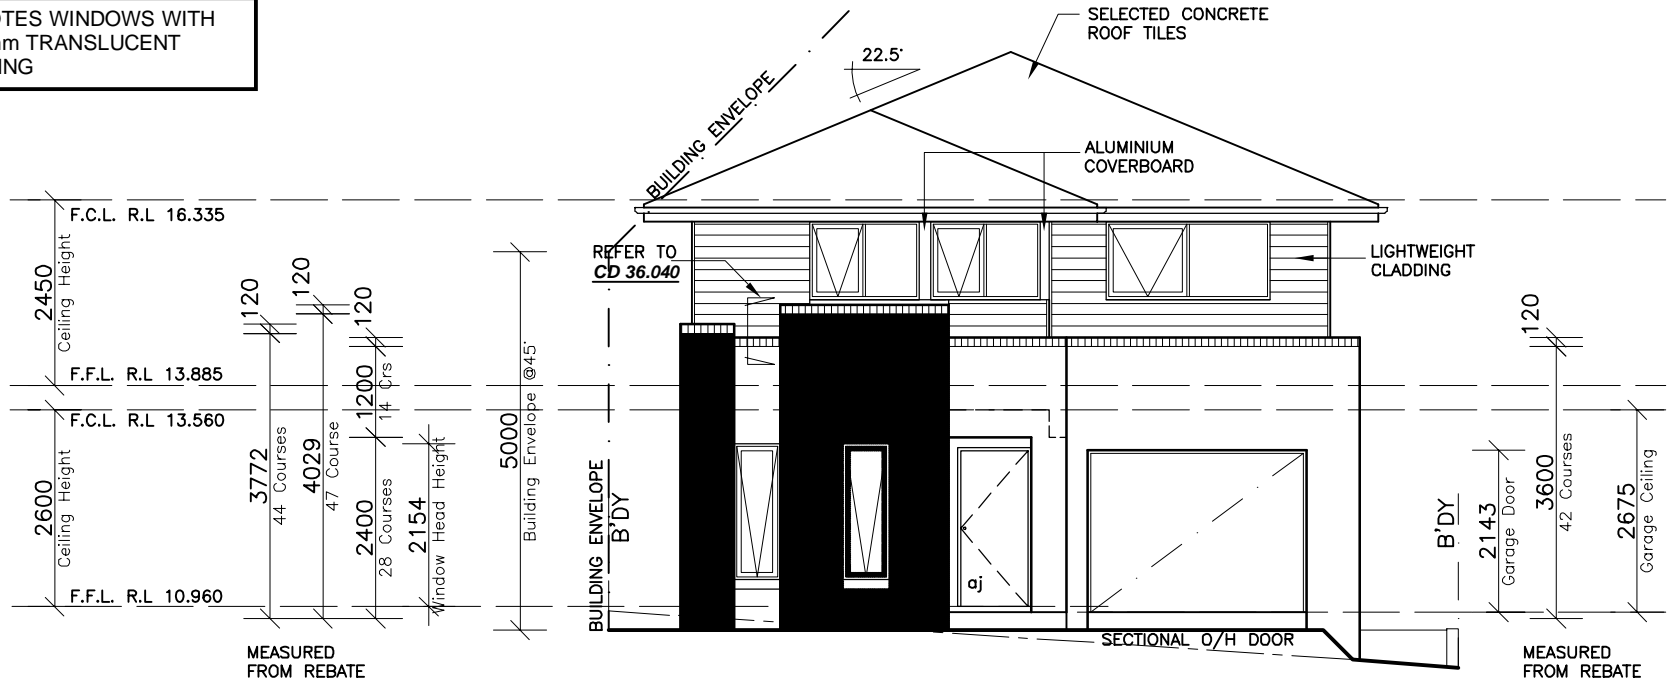 WINDOWS WITH
TRANSLUCENT
SELECTED CONCRETE
ROOF TILES
22.5°
BUILDING ENVELOPE
ALUMINIUM
COVERBOARD
F.C.L. R.L 16.335
REFER TO
CD 36.040
LIGHTWEIGHT
CLADDING
2450
Ceiling Height
120
120
120
120
F.F.L. R.L 13.885
F.C.L. R.L 13.560
1200
14 Crs
5000
Building Envelope @45°
3772
44 Courses
4029
47 Course
2400
28 Courses
2154
Window Head Height
2600
Ceiling Height
BUILDING ENVELOPE
B'DY
aj
B'DY
2143
Garage Door
3600
42 Courses
2675
Garage Ceiling
F.F.L. R.L 10.960
SECTIONAL O/H DOOR
MEASURED
FROM REBATE
MEASURED
FROM REBATE